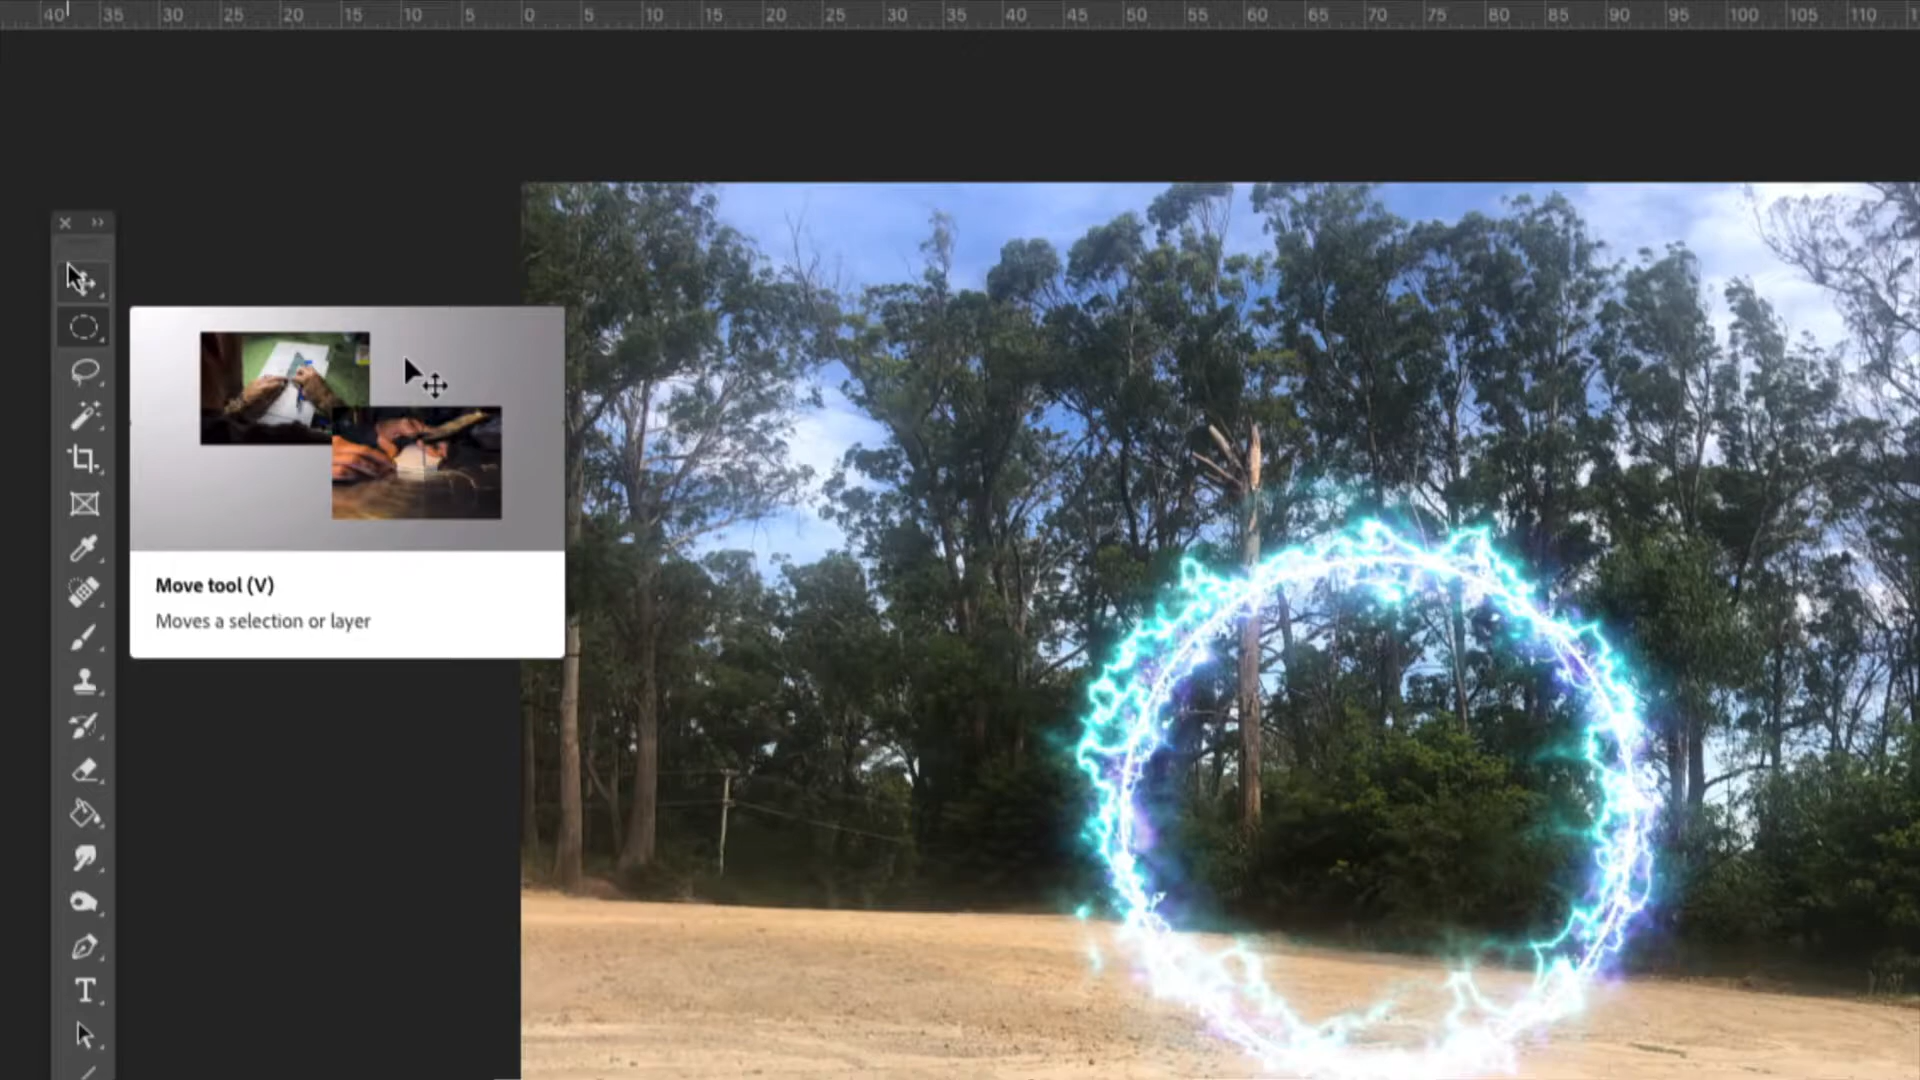 40 35 30 25 20 15 10 5 0 5 10 15 20 25 30 35 40 45 50 55 60 65 70 75 80 85 90 95 100 105 110
Move tool (V)
Moves a selection or layer
T